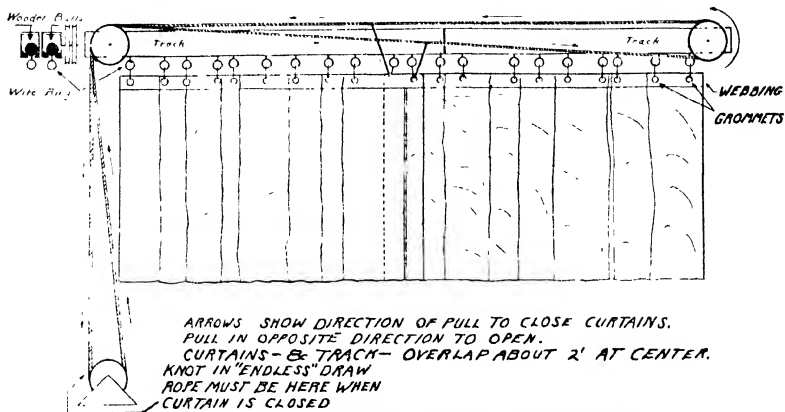 Wooden Balls
Track
Track
Wire Ring
WEBBING
GROMMETS
ARROWS SHOW DIRECTION OF PULL TO CLOSE CURTAINS.
PULL IN OPPOSITE DIRECTION TO OPEN.
CURTAINS - & TRACK - OVERLAP ABOUT 2' AT CENTER.
KNOT IN "ENDLESS" DRAW
ROPE MUST BE HERE WHEN
CURTAIN IS CLOSED